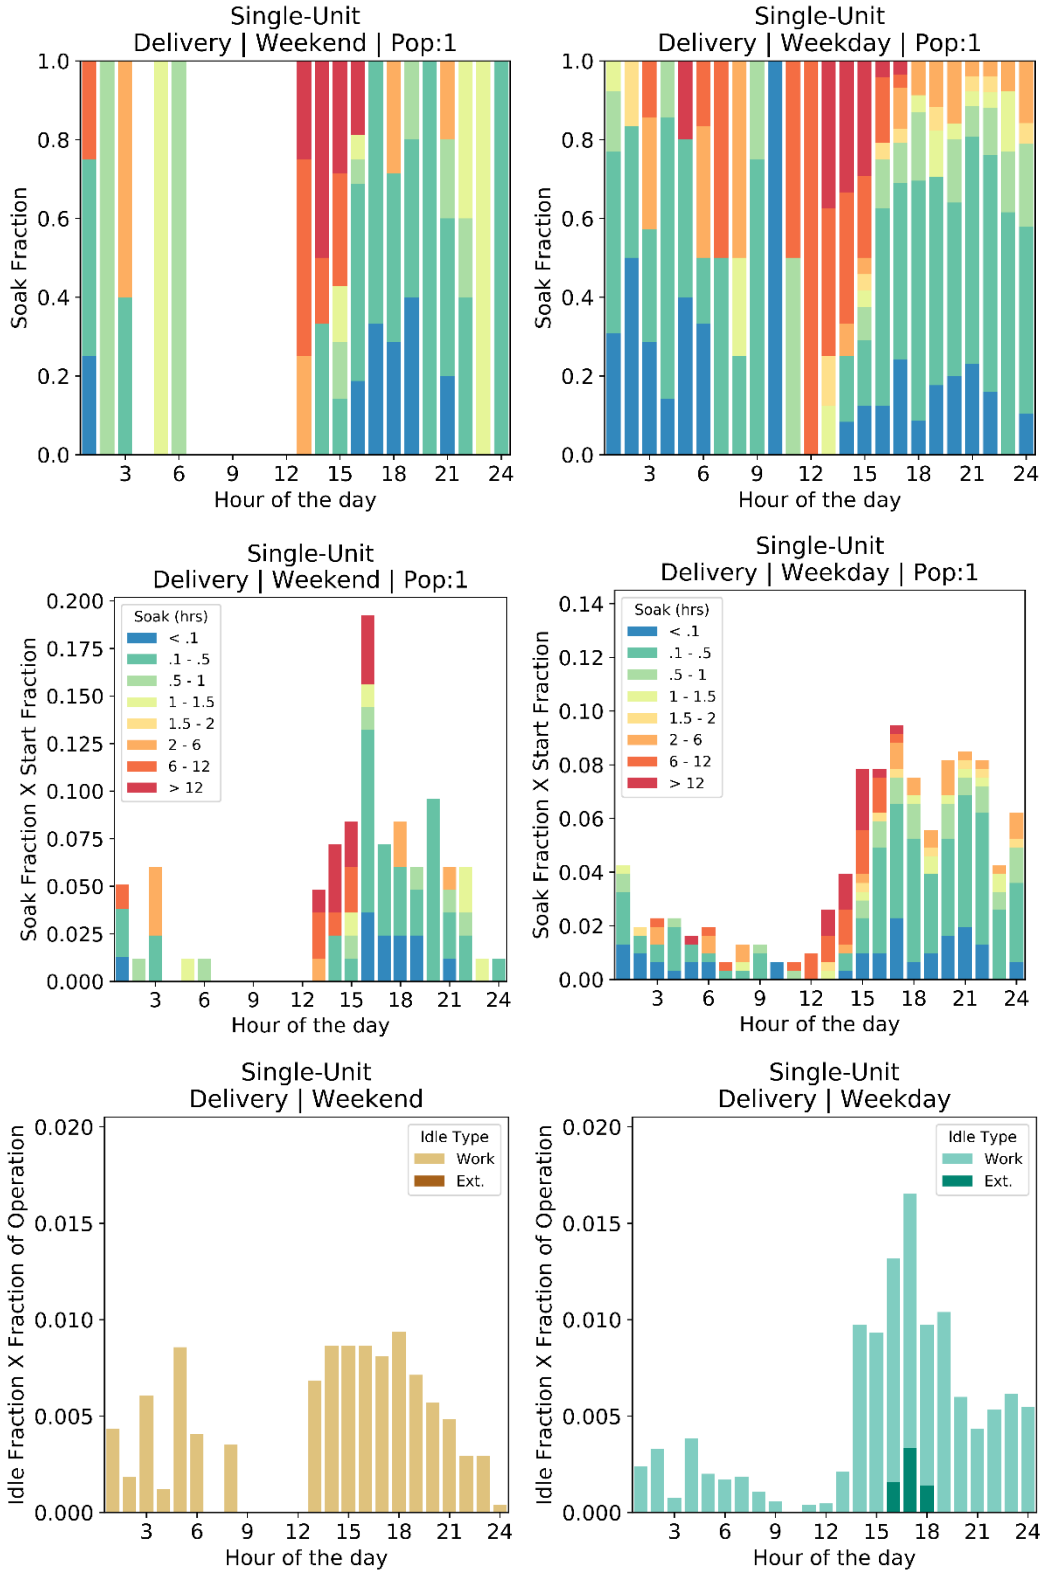 Single-Unit
Delivery | Weekend | Pop:1
1.0
0.8
0.6
0.4
0.2
0.0
Soak Fraction
3 6 9 12 15 18 21 24
Hour of the day
Single-Unit
Delivery | Weekday | Pop:1
1.0
0.8
0.6
0.4
0.2
0.0
Soak Fraction
3 6 9 12 15 18 21 24
Hour of the day
Single-Unit
Delivery | Weekend | Pop:1
0.200
0.175
0.150
0.125
0.100
0.075
0.050
0.025
0.000
Soak Fraction X Start Fraction
Soak (hrs)
< .1
.1 - .5
.5 - 1
1 - 1.5
1.5 - 2
2 - 6
6 - 12
> 12
3 6 9 12 15 18 21 24
Hour of the day
Single-Unit
Delivery | Weekday | Pop:1
0.14
0.12
0.10
0.08
0.06
0.04
0.02
0.00
Soak Fraction X Start Fraction
Soak (hrs)
< .1
.1 - .5
.5 - 1
1 - 1.5
1.5 - 2
2 - 6
6 - 12
> 12
3 6 9 12 15 18 21 24
Hour of the day
Single-Unit
Delivery | Weekend
0.020
0.015
0.010
0.005
0.000
Idle Fraction X Fraction of Operation
Idle Type
Work
Ext.
3 6 9 12 15 18 21 24
Hour of the day
Single-Unit
Delivery | Weekday
0.020
0.015
0.010
0.005
0.000
Idle Fraction X Fraction of Operation
Idle Type
Work
Ext.
3 6 9 12 15 18 21 24
Hour of the day